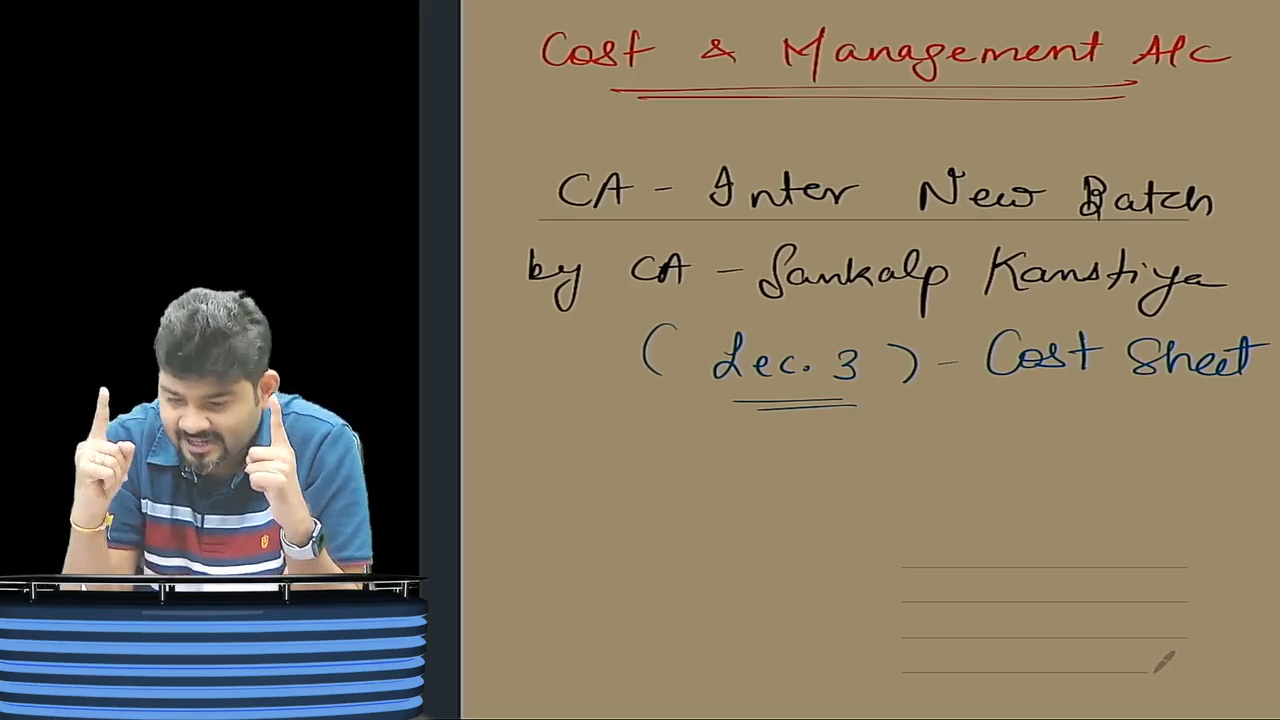 Cost & Management A/c
CA - Inter New Batch
by CA - Sankalp Kanstiya
( Lec. 3 ) - Cost Sheet